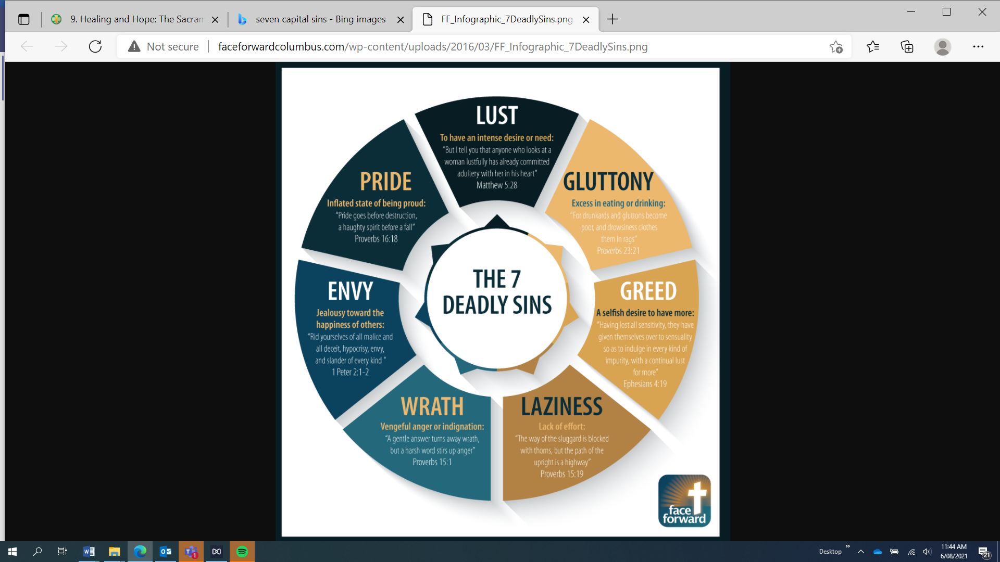 9. Healing and Hope: The Sacram
seven capital sins - Bing images
FF_Infographic_7DeadlySins.png
Not secure
faceforwardcolumbus.com/wp-content/uploads/2016/03/FF_Infographic_7DeadlySins.png
LUST
To have an intense desire or need:
“But I tell you that anyone who looks at a
woman lustfully has already committed
adultery with her in his heart”
Matthew 5:28
GLUTTONY
Excess in eating or drinking:
“For drunkards and gluttons become
poor, and drowsiness clothes
them in rags”
Proverbs 23:21
GREED
A selfish desire to have more:
“Having lost all sensitivity, they have
given themselves over to sensuality
so as to indulge in every kind of
impurity, with a continual lust
for more”
Ephesians 4:19
LAZINESS
Lack of effort:
“The way of the sluggard is blocked
with thorns, but the path of the
upright is a highway”
Proverbs 15:19
WRATH
Vengeful anger or indignation:
“A gentle answer turns away wrath,
but a harsh word stirs up anger”
Proverbs 15:1
ENVY
Jealousy toward the
happiness of others:
“Rid yourselves of all malice and
all deceit, hypocrisy, envy,
and slander of every kind ”
1 Peter 2:1-2
PRIDE
Inflated state of being proud:
“Pride goes before destruction,
a haughty spirit before a fall”
Proverbs 16:18
THE 7
DEADLY SINS
face
forward
Desktop
11:44 AM
6/08/2021
1
21